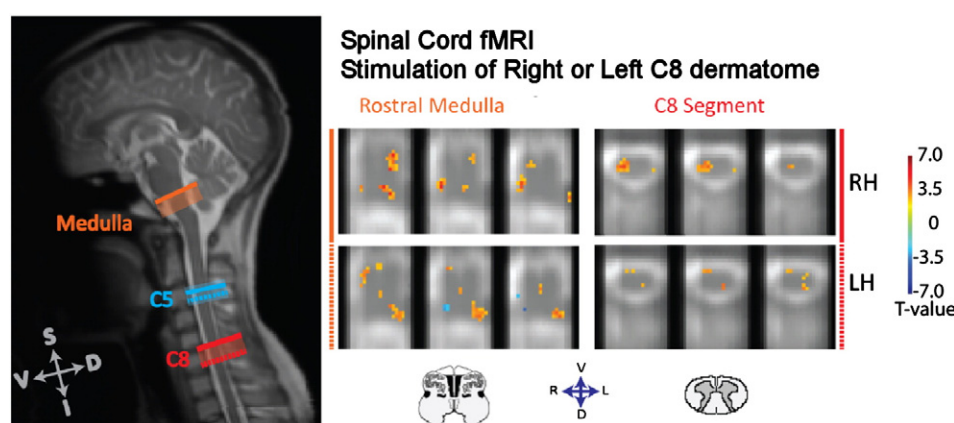 Spinal Cord fMRI
Stimulation of Right or Left C8 dermatome
Rostral Medulla
C8 Segment
Medulla
C5
C8
S
V
D
I
RH
LH
7.0
3.5
0
-3.5
-7.0
T-value
V
R
L
D